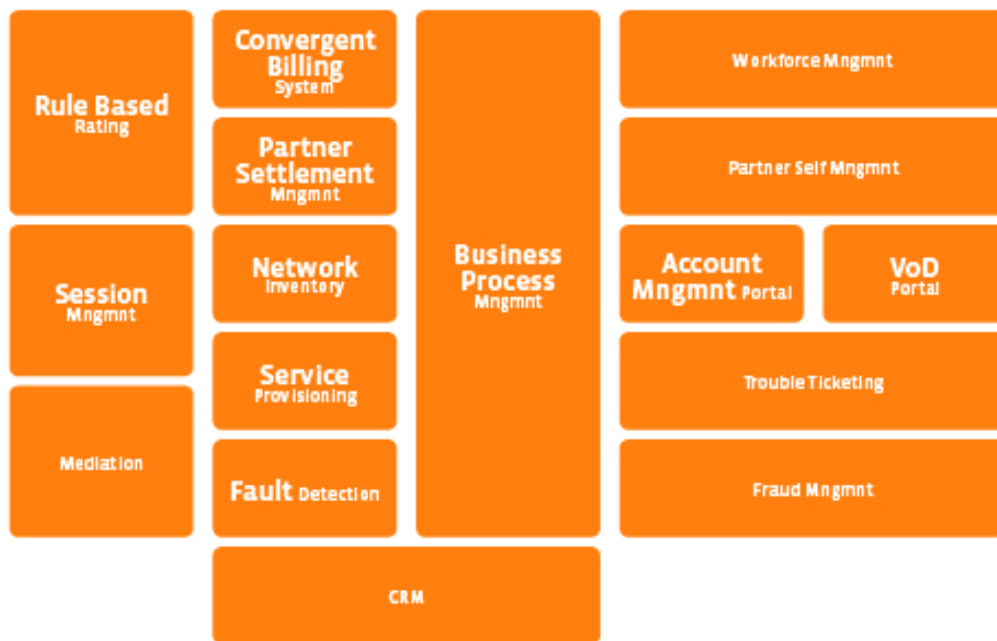 Rule Based
Rating
Session
Mngmnt
Mediation
Convergent
Billing
System
Partner
Settlement
Mngmnt
Network
Inventory
Service
Provisioning
Fault Detection
Business
Process
Mngmnt
CRM
Workforce Mngmnt
Partner Self Mngmnt
Account
Mngmnt Portal
VoD
Portal
Trouble Ticketing
Fraud Mngmnt